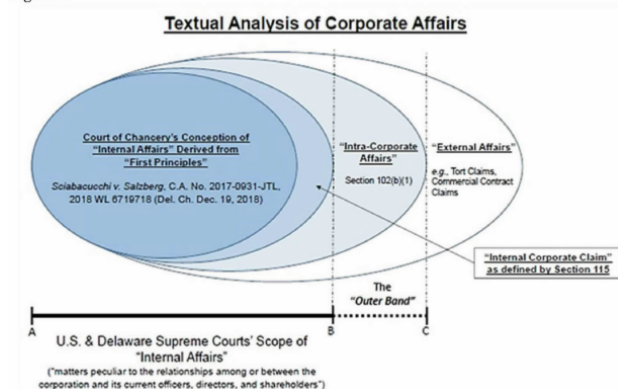 Textual Analysis of Corporate Affairs
Court of Chancery's Conception of
"Internal Affairs" Derived from
"First Principles"
Sciabacucchi v. Salzberg, C.A. No. 2017-0931-JTL,
2018 WL 6719718 (Del. Ch. Dec. 19, 2018)
"Intra-Corporate
Affairs"
Section 102(b)(1)
"External Affairs"
e.g., Tort Claims,
Commercial Contract
Claims
"Internal Corporate Claim"
as defined by Section 115
The
"Outer Band"
A
B
C
U.S. & Delaware Supreme Courts' Scope of
"Internal Affairs"
("matters peculiar to the relationships among or between the
corporation and its current officers, directors, and shareholders")